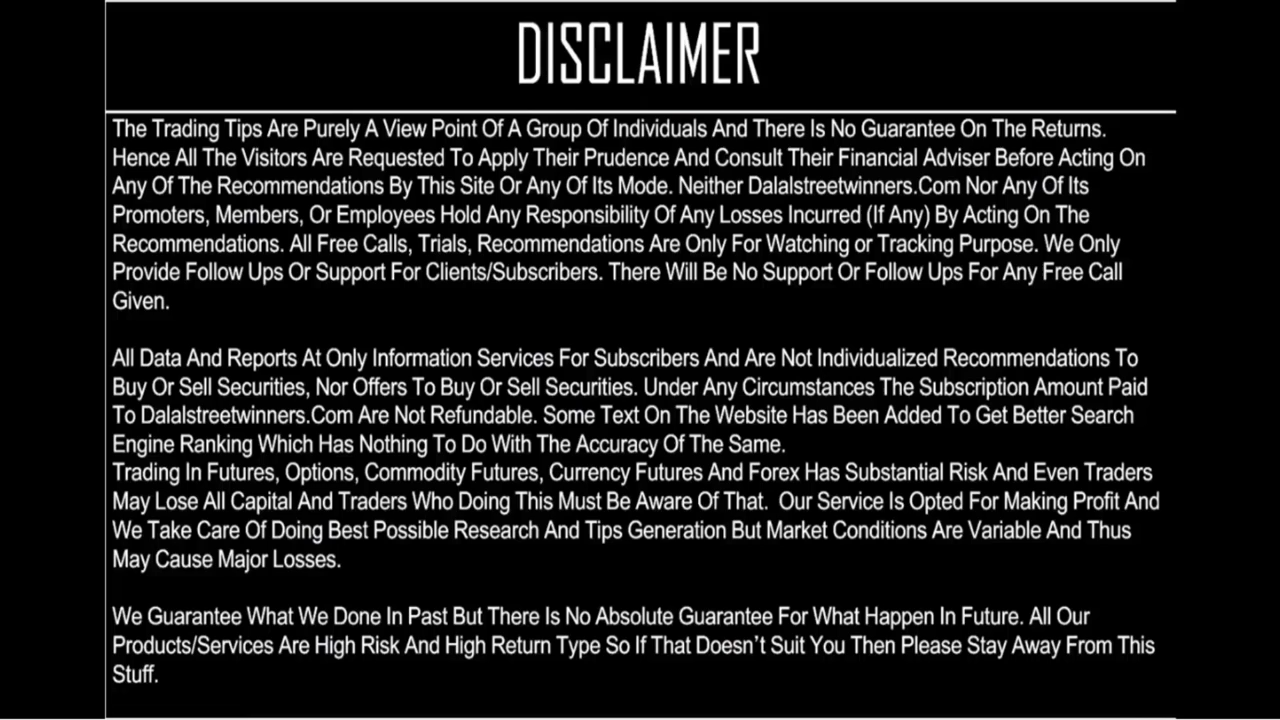 DISCLAIMER
The Trading Tips Are Purely A View Point Of A Group Of Individuals And There Is No Guarantee On The Returns.
Hence All The Visitors Are Requested To Apply Their Prudence And Consult Their Financial Adviser Before Acting On
Any Of The Recommendations By This Site Or Any Of Its Mode. Neither Dalalstreetwinners.Com Nor Any Of Its
Promoters, Members, Or Employees Hold Any Responsibility Of Any Losses Incurred (If Any) By Acting On The
Recommendations. All Free Calls, Trials, Recommendations Are Only For Watching or Tracking Purpose. We Only
Provide Follow Ups Or Support For Clients/Subscribers. There Will Be No Support Or Follow Ups For Any Free Call
Given.
All Data And Reports At Only Information Services For Subscribers And Are Not Individualized Recommendations To
Buy Or Sell Securities, Nor Offers To Buy Or Sell Securities. Under Any Circumstances The Subscription Amount Paid
To Dalalstreetwinners.Com Are Not Refundable. Some Text On The Website Has Been Added To Get Better Search
Engine Ranking Which Has Nothing To Do With The Accuracy Of The Same.
Trading In Futures, Options, Commodity Futures, Currency Futures And Forex Has Substantial Risk And Even Traders
May Lose All Capital And Traders Who Doing This Must Be Aware Of That.  Our Service Is Opted For Making Profit And
We Take Care Of Doing Best Possible Research And Tips Generation But Market Conditions Are Variable And Thus
May Cause Major Losses.
We Guarantee What We Done In Past But There Is No Absolute Guarantee For What Happen In Future. All Our
Products/Services Are High Risk And High Return Type So If That Doesn’t Suit You Then Please Stay Away From This
Stuff.